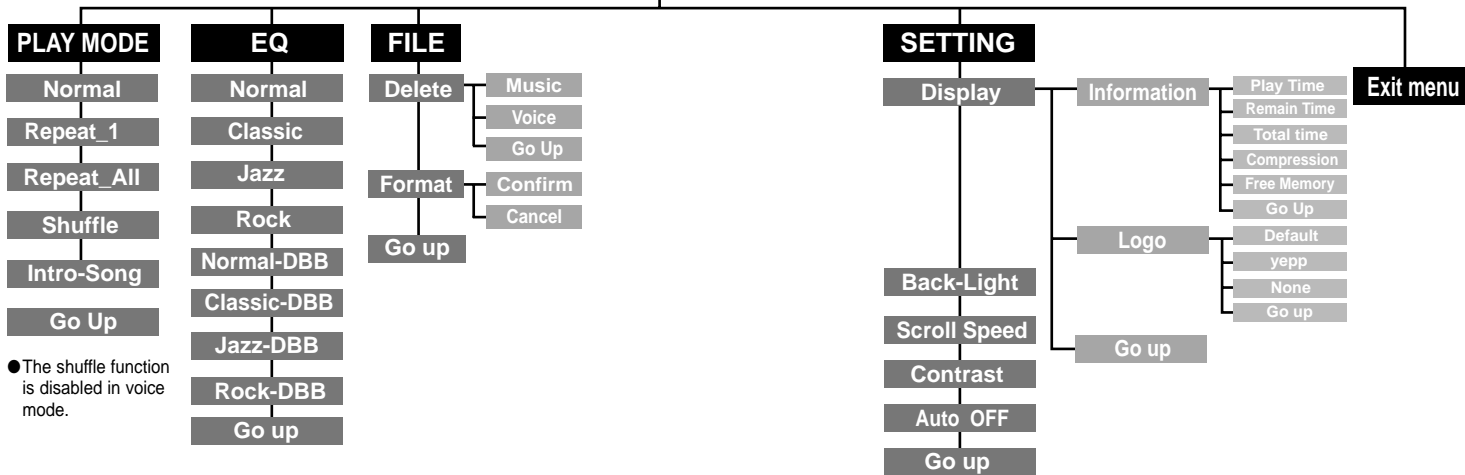 PLAY MODE
Normal
Repeat_1
Repeat_All
Shuffle
Intro-Song
Go Up
●The shuffle function
is disabled in voice
mode.
EQ
Normal
Classic
Jazz
Rock
Normal-DBB
Classic-DBB
Jazz-DBB
Rock-DBB
Go up
FILE
Delete
Music
Voice
Go Up
Format
Confirm
Cancel
Go up
SETTING
Display
Information
Play Time
Remain Time
Total time
Compression
Free Memory
Go Up
Logo
Default
yepp
None
Go up
Go up
Back-Light
Scroll Speed
Contrast
Auto OFF
Go up
Exit menu